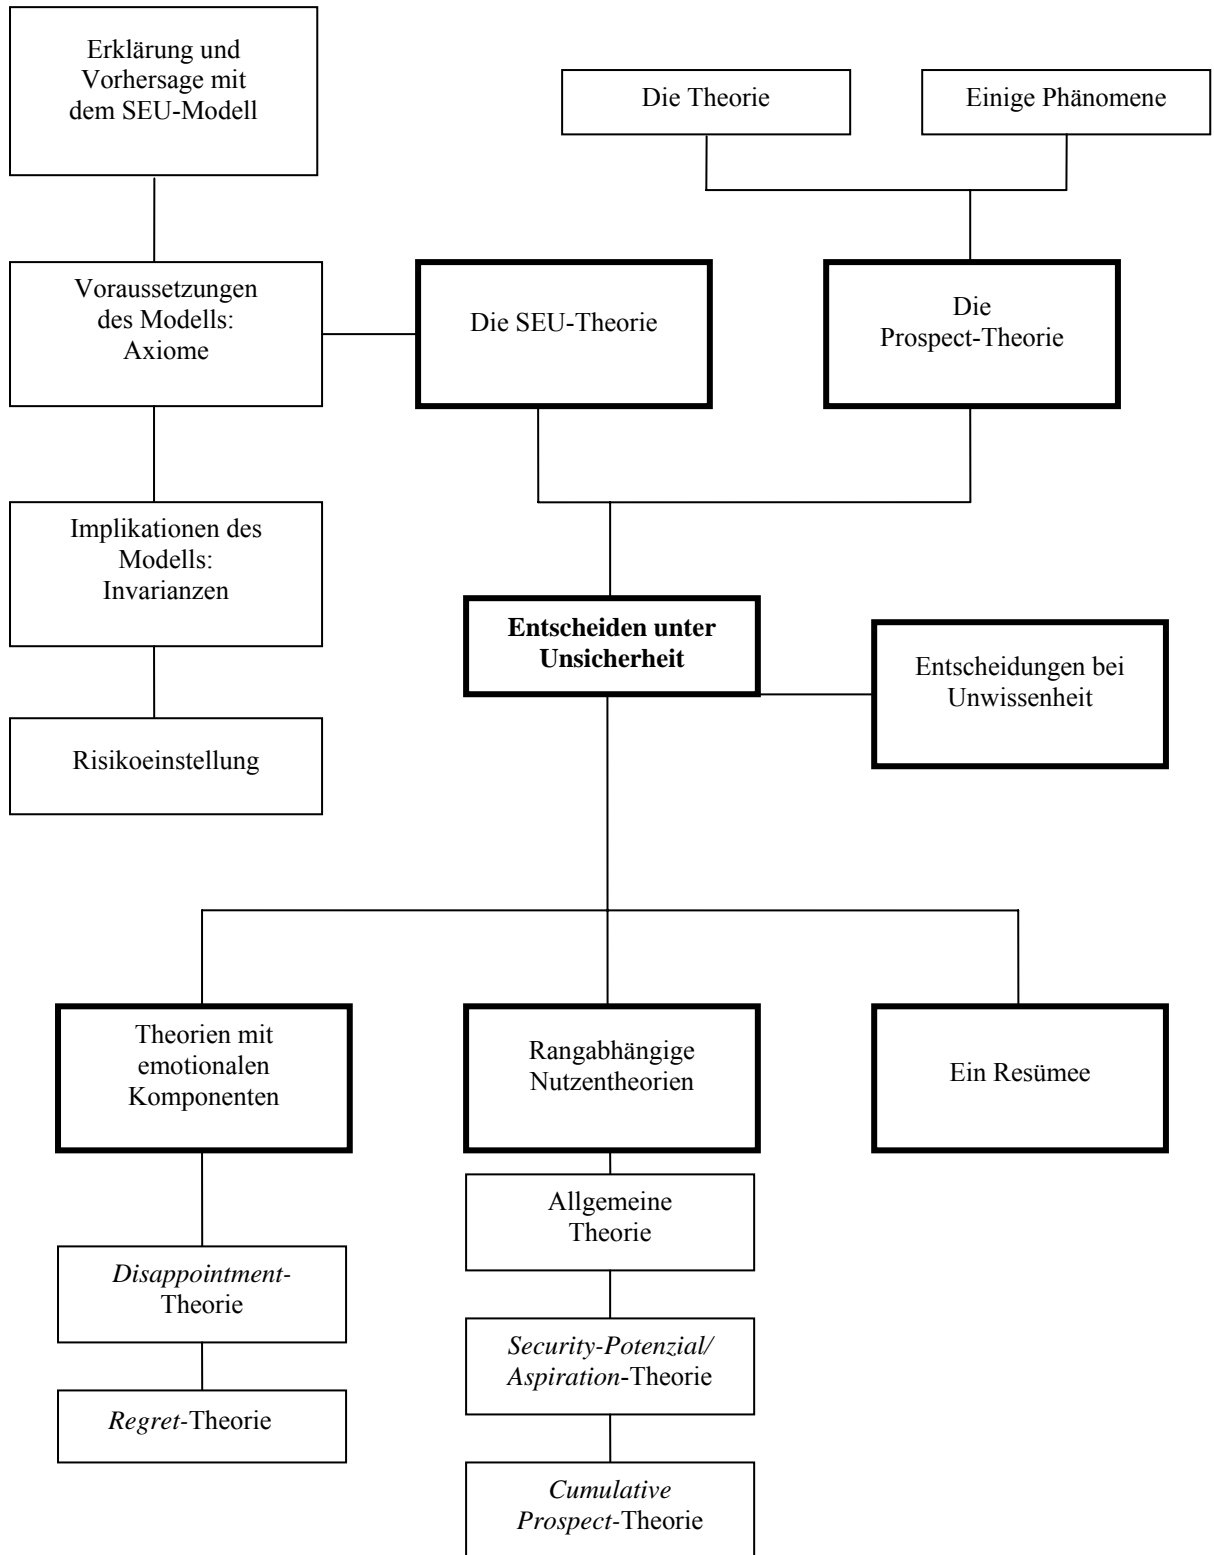 Erklärung und
Vorhersage mit
dem SEU-Modell
Die Theorie
Einige Phänomene
Voraussetzungen
des Modells:
Axiome
Die SEU-Theorie
Die
Prospect-Theorie
Implikationen des
Modells:
Invarianzen
Entscheiden unter
Unsicherheit
Entscheidungen bei
Unwissenheit
Risikoeinstellung
Theorien mit
emotionalen
Komponenten
Rangabhängige
Nutzentheorien
Ein Resümee
Allgemeine
Theorie
Disappointment-
Theorie
Security-Potenzial/
Aspiration-Theorie
Regret-Theorie
Cumulative
Prospect-Theorie